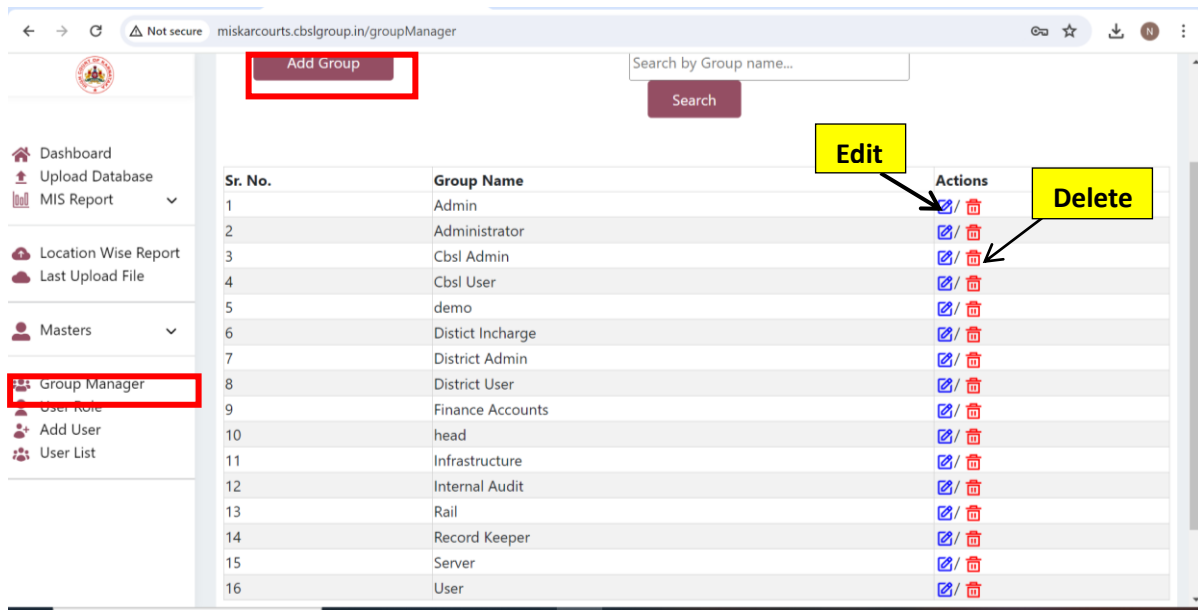 Not secure miskarcourts.cbslgroup.in/groupManager N
Add Group
Search by Group name...
Search
Dashboard
Upload Database
MIS Report
Location Wise Report
Last Upload File
Masters
Group Manager
User Role
Add User
User List
Edit
Delete
Sr. No. Group Name Actions
1 Admin /
2 Administrator /
3 Cbsl Admin /
4 Cbsl User /
5 demo /
6 Distict Incharge /
7 District Admin /
8 District User /
9 Finance Accounts /
10 head /
11 Infrastructure /
12 Internal Audit /
13 Rail /
14 Record Keeper /
15 Server /
16 User /